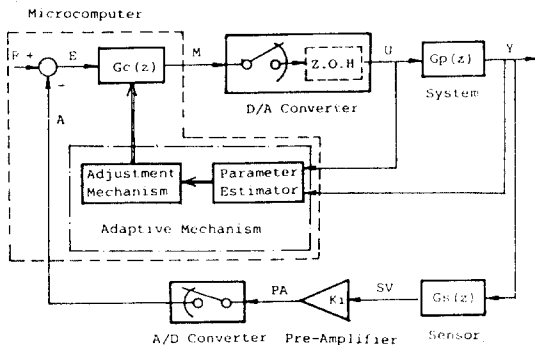 Microcomputer
R + E Gc(z) M Z.O.H U Gp(z) Y
-
System
A
D/A Converter
Adjustment Mechanism
Parameter Estimator
Adaptive Mechanism
PA K1 SV Gs(z)
A/D Converter Pre-Amplifier Sensor